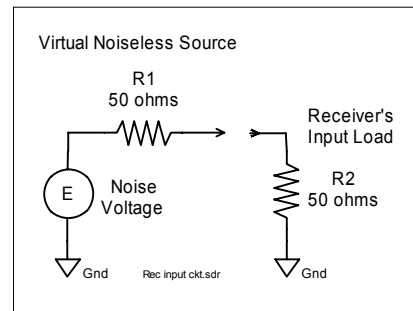 Virtual Noiseless Source
R1
50 ohms
Receiver's
Input Load
E
Noise
Voltage
R2
50 ohms
Gnd
Rec input ckt.sdr
Gnd